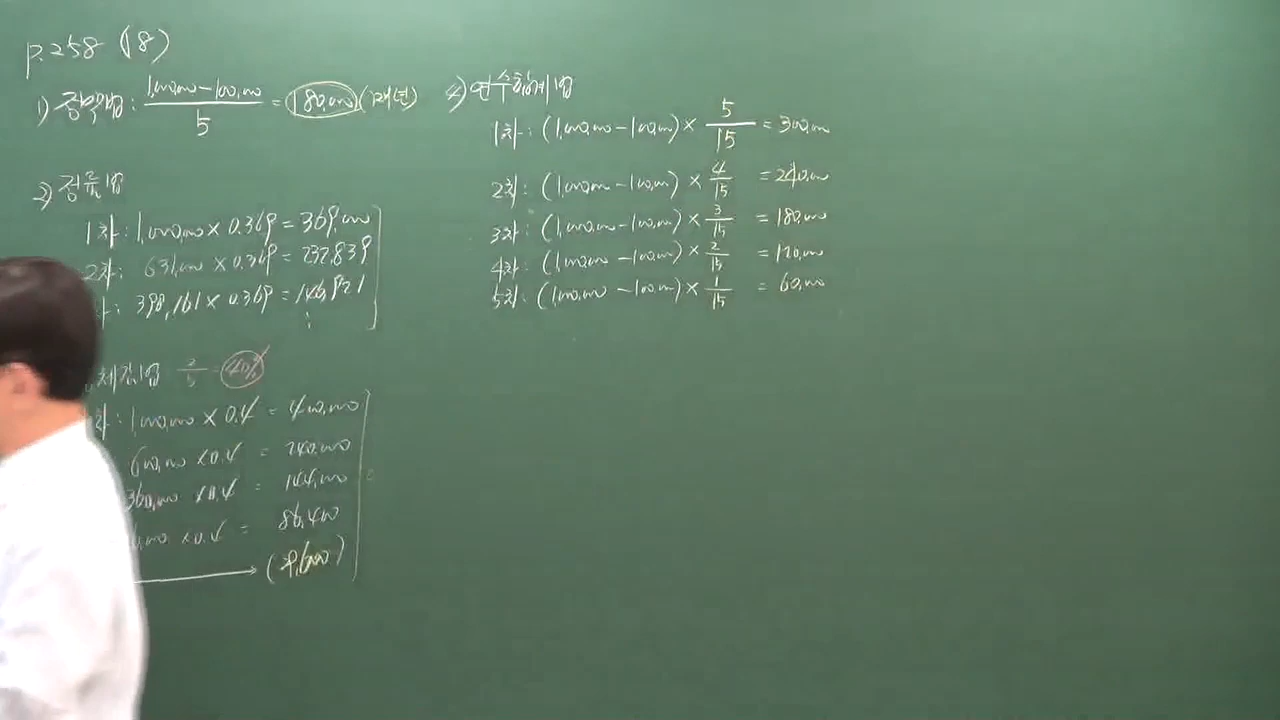 p.258 (18)
1) 정액법 : 1,000,000-100,000 / 5 = 180,000 (매년)
2) 정률법
1차 : 1,000,000 × 0.369 = 369,000
2차 : 631,000 × 0.369 = 232,839
398,161 × 0.369 = 146,921
⋮
체감법 2/5 = 40%
차 : 1,000,000 × 0.4 = 400,000
600,000 × 0.4 = 240,000
360,000 × 0.4 = 144,000
× 0.4 = 86,400
4) 연수합계법
1차 : (1,000,000-100,000) × 5/15 = 300,000
2차 : (1,000,000-100,000) × 4/15 = 240,000
3차 : (1,000,000-100,000) × 3/15 = 180,000
4차 : (1,000,000-100,000) × 2/15 = 120,000
5차 : (1,000,000-100,000) × 1/15 = 60,000